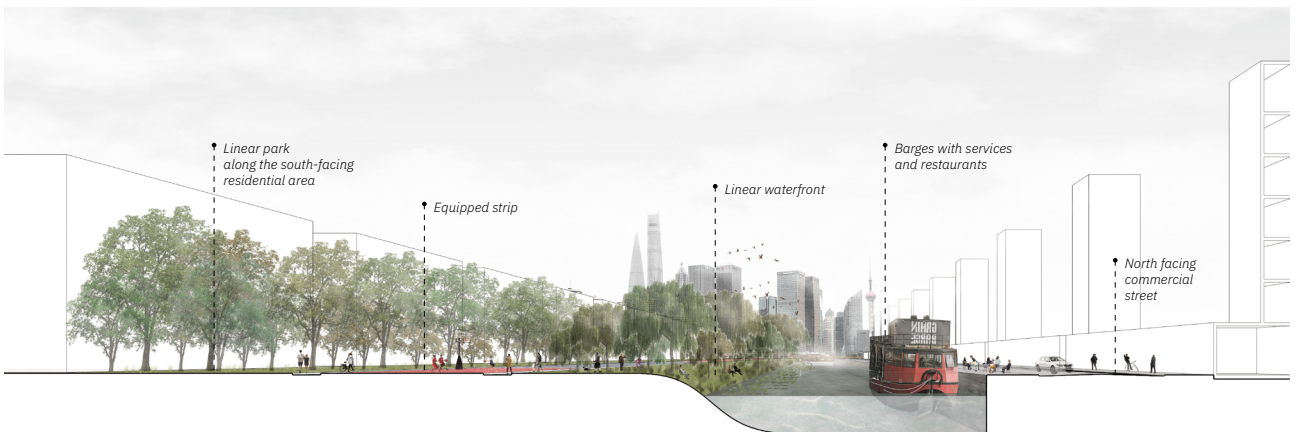 Linear park
along the south-facing
residential area
Equipped strip
Linear waterfront
Barges with services
and restaurants
North facing
commercial
street